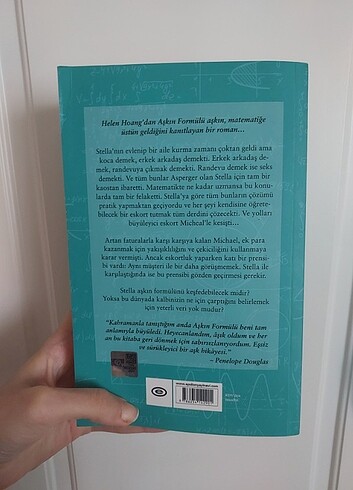 Helen Hoang'dan Aşkın Formülü aşkın, matematiğe
üstün geldiğini kanıtlayan bir roman...
Stella'nın evlenip bir aile kurma zamanı çoktan geldi ama
koca demek, erkek arkadaş demekti. Erkek arkadaş de-
mek, randevuya çıkmak demekti. Randevu demek ise seks
demekti. Ve tüm bunlar Asperger olan Stella için tam bir
kaostan ibaretti. Matematikte ne kadar uzmansa bu konu-
larda tam bir felaketti. Stella'ya göre tüm bunların çözümü
pratik yapmaktan geçiyordu ve her şeyi kendisine öğrete-
bilecek bir eskort tutmak tüm derdini çözecekti. Ve yolları
büyüleyici eskort Micheal'le kesişti...
Artan faturalarla karşı karşıya kalan Michael, ek para
kazanmak için yakışıklılığını ve çekiciliğini kullanmaya
karar vermişti. Ancak eskortluk yaparken katı bir prensi-
bi vardı: Aynı müşteri ile bir daha görüşmemek. Stella ile
karşılaştığında ise bu prensibi gözden geçirmesi gerekir.
Stella aşkın formülünü keşfedebilecek midir?
Yoksa bu dünyada kalbinizin ne için çarptığını belirlemek
için yeterli veri yok mudur?
"Kahramanla tanıştığım anda Aşkın Formülü beni tam
anlamıyla büyüledi. Heyecanlandım, âşık oldum ve her
an bu kitaba geri dönmek için sabırsızlanıyordum. Eşsiz
ve sürükleyici bir aşk hikâyesi."
– Penelope Douglas